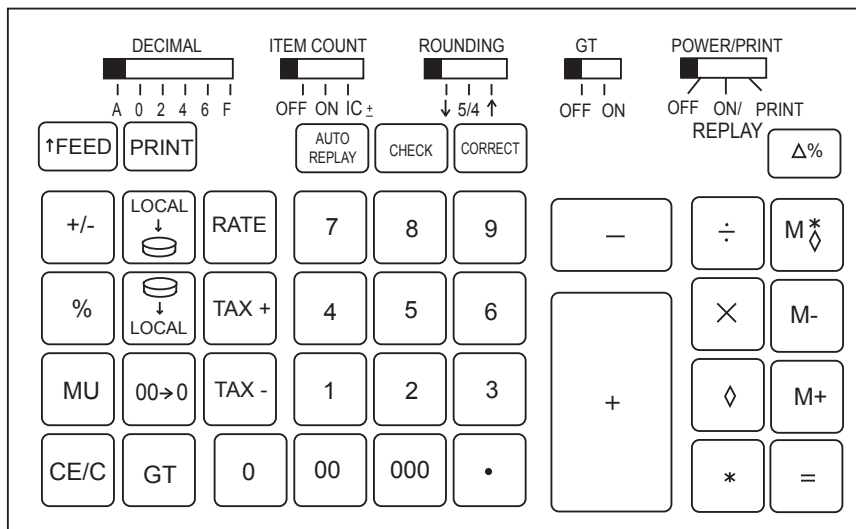 DECIMAL ITEM COUNT ROUNDING GT POWER/PRINT
A 0 2 4 6 F OFF ON IC ± ↓ 5/4 ↑ OFF ON OFF ON/ PRINT
REPLAY
↑FEED PRINT AUTO REPLAY CHECK CORRECT Δ%
+/- LOCAL ↓ RATE 7 8 9 — ÷ M*◊
% ↓ LOCAL TAX + 4 5 6 × M-
MU 00→0 TAX - 1 2 3 + ◊ M+
CE/C GT 0 00 000 • * =